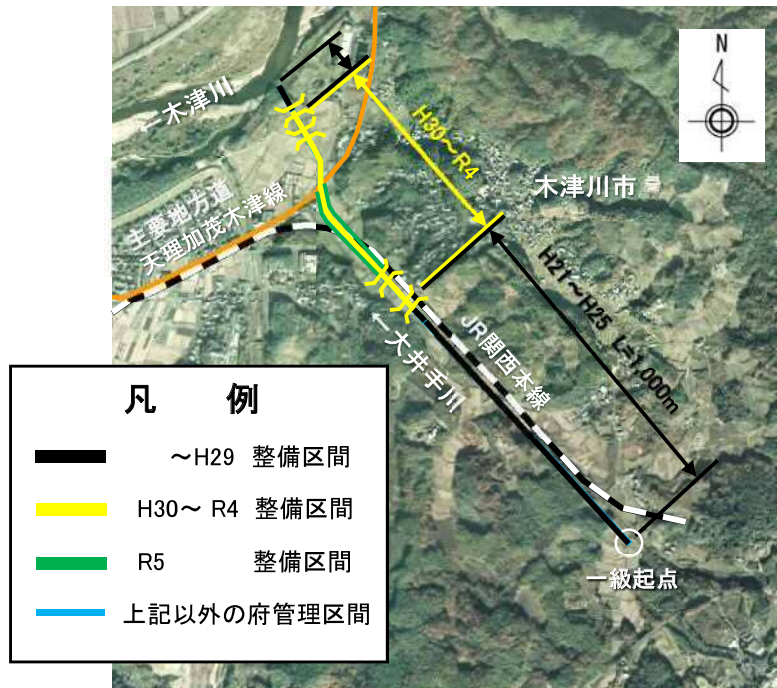 N
←木津川
H30～R4
木津川市
主要地方道
天理加茂木津線
H21～H25 L=1,000m
JR関西本線
←大井手川
一級起点
凡 例
～H29 整備区間
H30～ R4 整備区間
R5 整備区間
上記以外の府管理区間